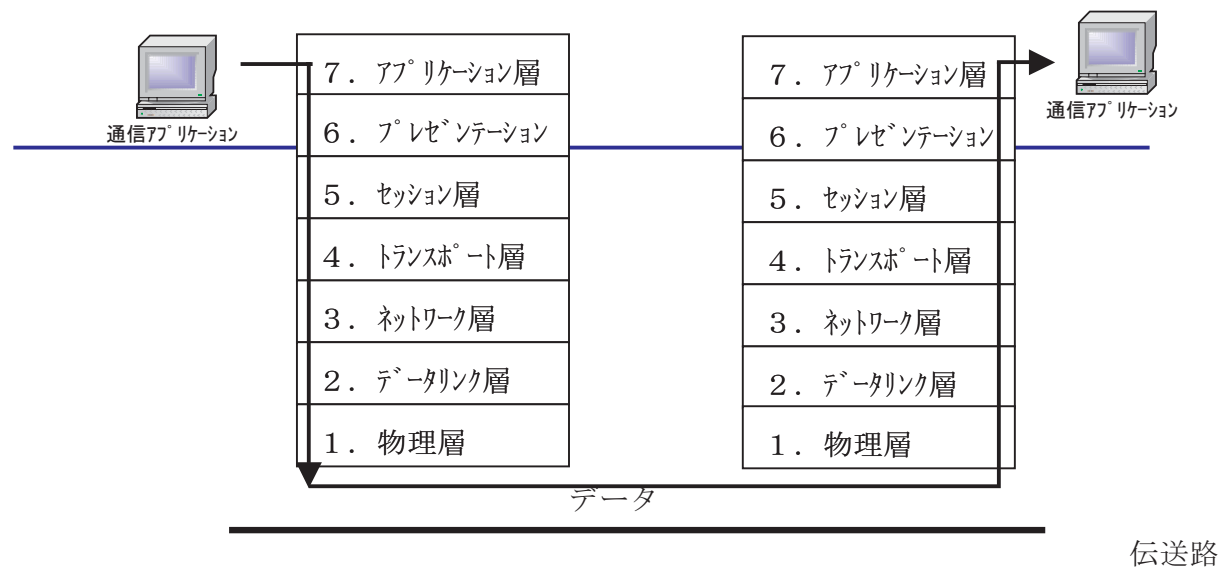 通信ｱﾌﾟﾘｹｰｼｮﾝ
７．ｱﾌﾟﾘｹｰｼｮﾝ層
６．ﾌﾟﾚｾﾞﾝﾃｰｼｮﾝ
５．ｾｯｼｮﾝ層
４．ﾄﾗﾝｽﾎﾟｰﾄ層
３．ﾈｯﾄﾜｰｸ層
２．ﾃﾞｰﾀﾘﾝｸ層
１．物理層
７．ｱﾌﾟﾘｹｰｼｮﾝ層
６．ﾌﾟﾚｾﾞﾝﾃｰｼｮﾝ
５．ｾｯｼｮﾝ層
４．ﾄﾗﾝｽﾎﾟｰﾄ層
３．ﾈｯﾄﾜｰｸ層
２．ﾃﾞｰﾀﾘﾝｸ層
１．物理層
通信ｱﾌﾟﾘｹｰｼｮﾝ
データ
伝送路